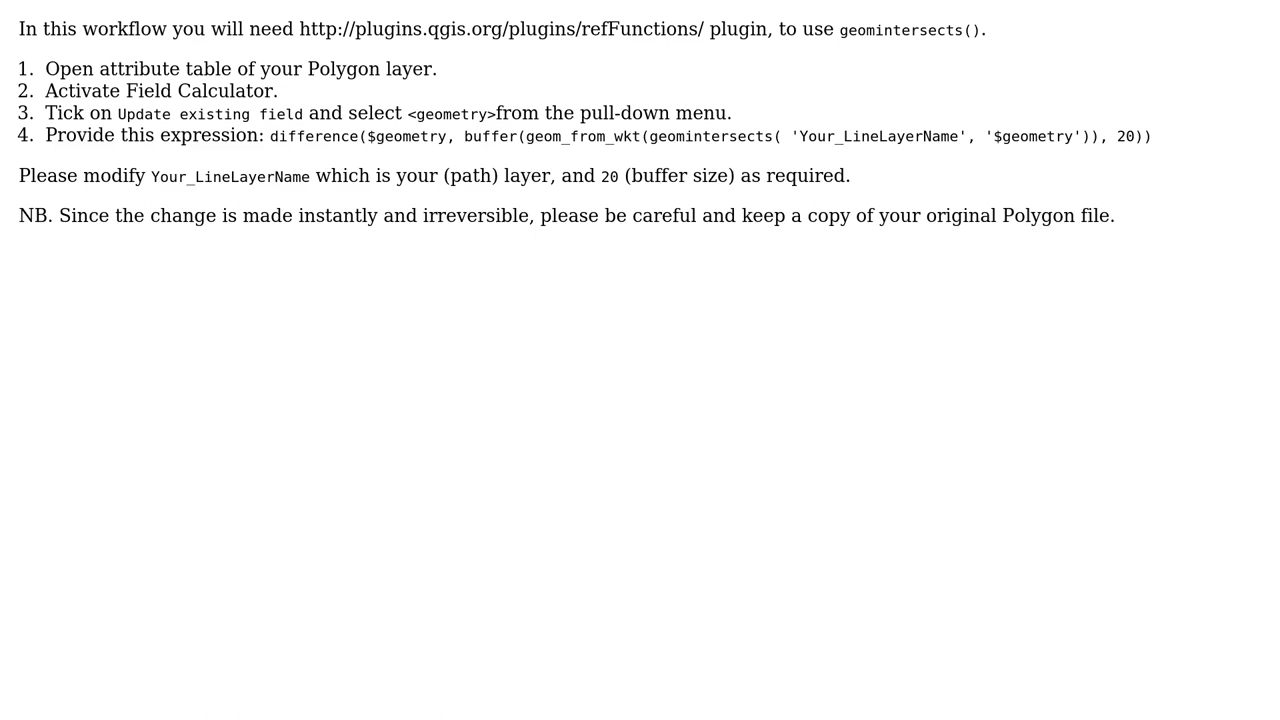 In this workflow you will need http://plugins.qgis.org/plugins/refFunctions/ plugin, to use geomintersects().
1. Open attribute table of your Polygon layer.
2. Activate Field Calculator.
3. Tick on Update existing field and select <geometry>from the pull-down menu.
4. Provide this expression: difference($geometry, buffer(geom_from_wkt(geomintersects( 'Your_LineLayerName', '$geometry')), 20))
Please modify Your_LineLayerName which is your (path) layer, and 20 (buffer size) as required.
NB. Since the change is made instantly and irreversible, please be careful and keep a copy of your original Polygon file.